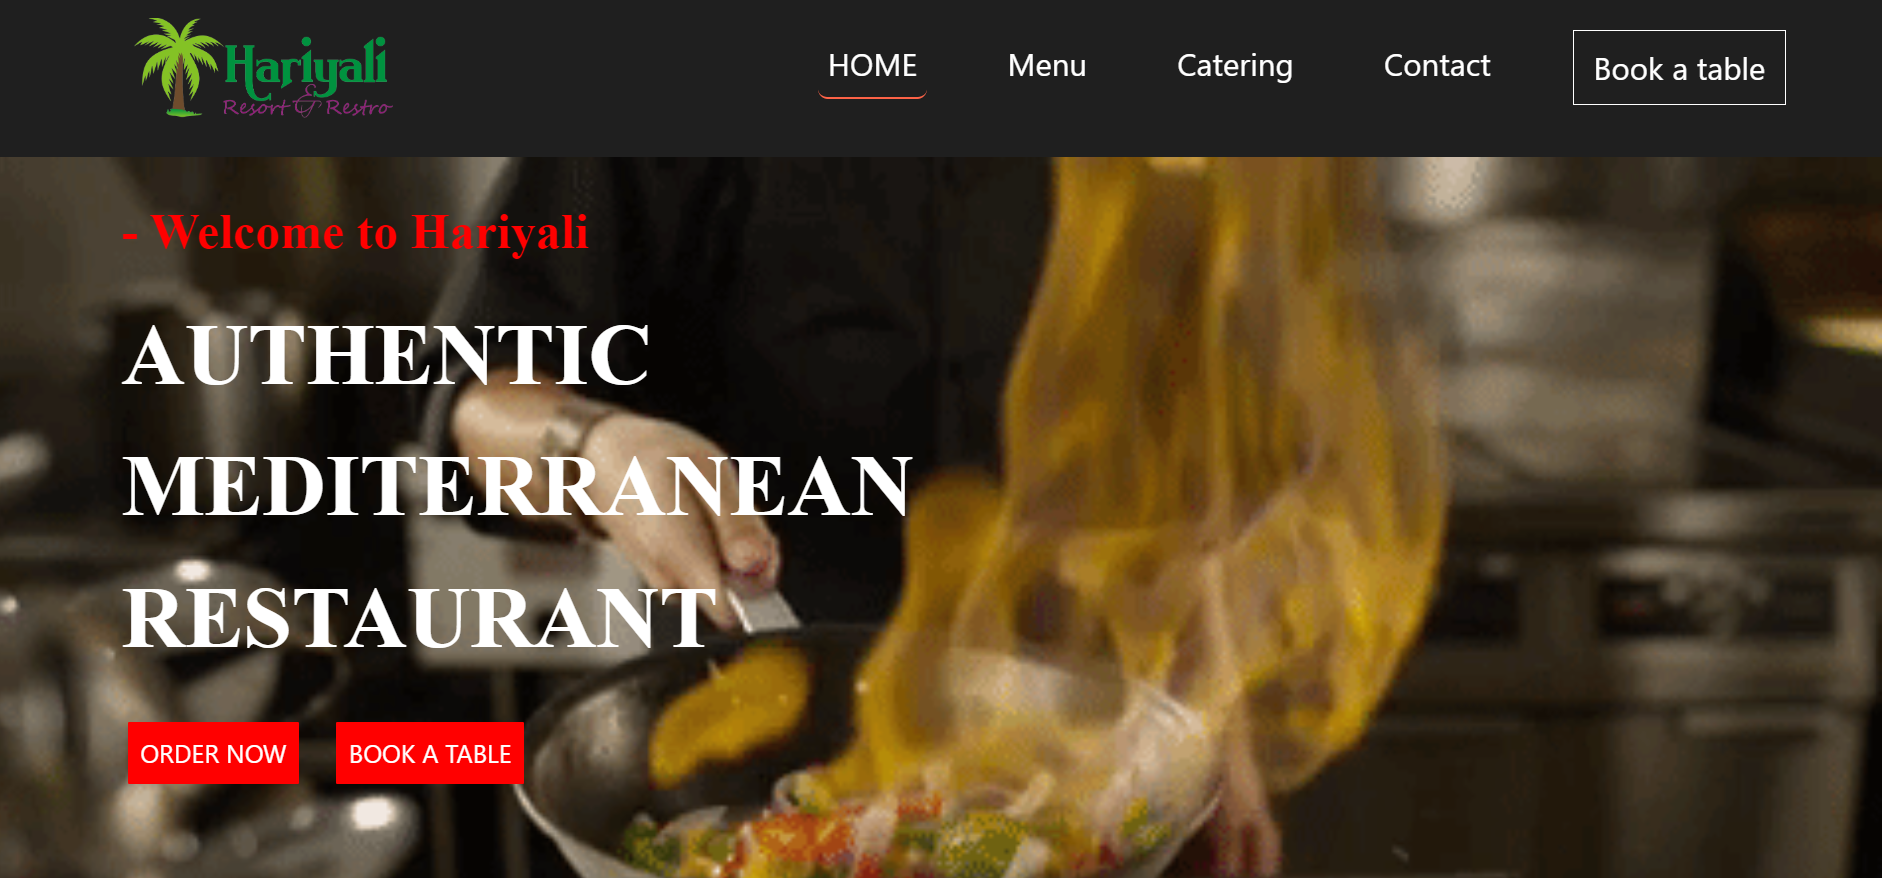 Hariyali
Resort & Restro
HOME
Menu
Catering
Contact
Book a table
- Welcome to Hariyali
AUTHENTIC
MEDITERRANEAN
RESTAURANT
ORDER NOW
BOOK A TABLE